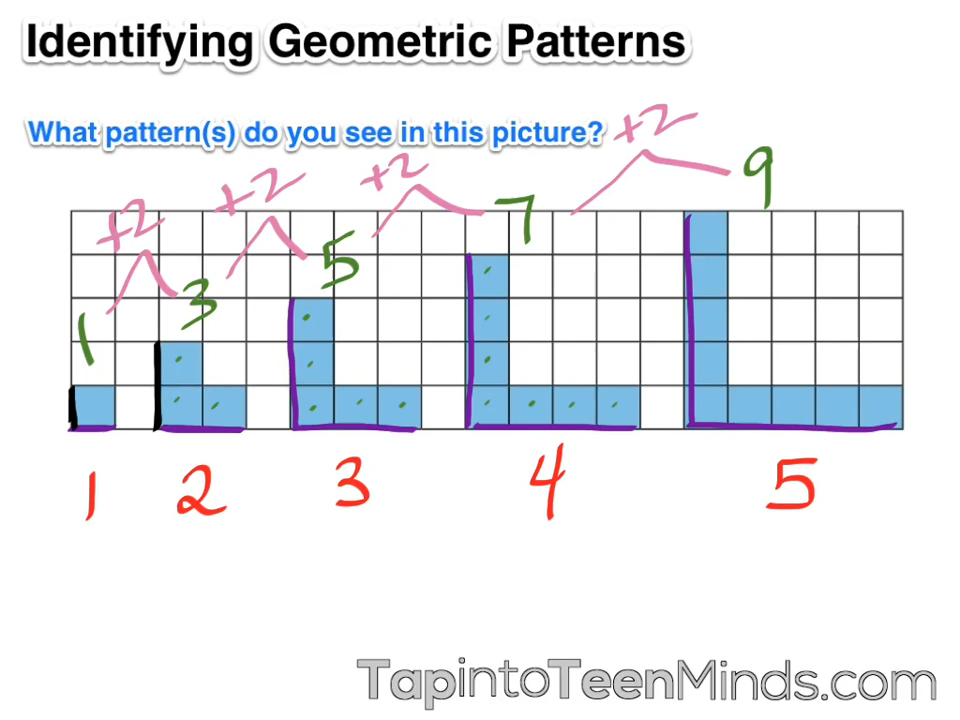 Identifying Geometric Patterns
What pattern(s) do you see in this picture?
+2 +2 +2 +2
1 3 5 7 9
1 2 3 4 5
TapintoTeenMinds.com